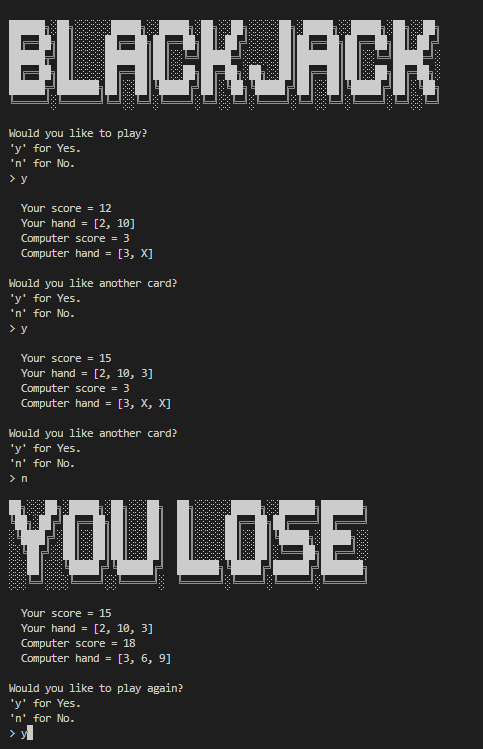 BLACKJACK
Would you like to play?
'y' for Yes.
'n' for No.
> y
Your score = 12
Your hand = [2, 10]
Computer score = 3
Computer hand = [3, X]
Would you like another card?
'y' for Yes.
'n' for No.
> y
Your score = 15
Your hand = [2, 10, 3]
Computer score = 3
Computer hand = [3, X, X]
Would you like another card?
'y' for Yes.
'n' for No.
> n
YOU LOSE
Your score = 15
Your hand = [2, 10, 3]
Computer score = 18
Computer hand = [3, 6, 9]
Would you like to play again?
'y' for Yes.
'n' for No.
> y